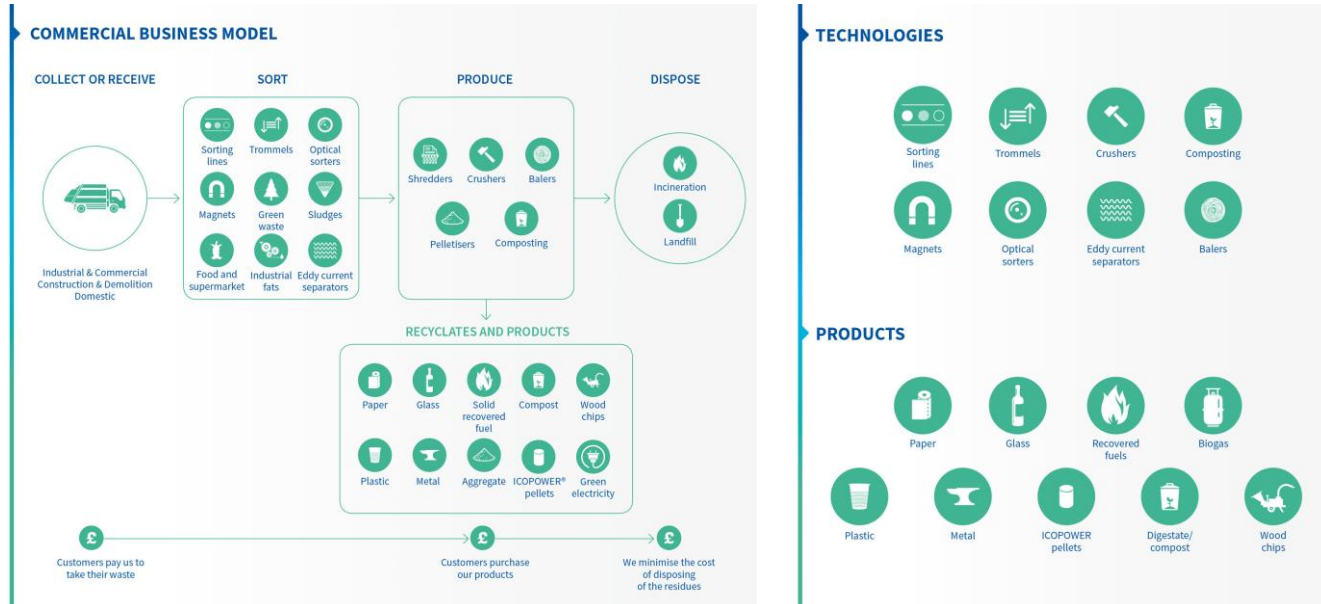 COMMERCIAL BUSINESS MODEL
COLLECT OR RECEIVE
Industrial & Commercial
Construction & Demolition
Domestic
SORT
Sorting
lines
Trommels
Optical
sorters
Magnets
Green
waste
Sludges
Food and
supermarket
Industrial
fats
Eddy current
separators
PRODUCE
Shredders
Crushers
Balers
Pelletisers
Composting
DISPOSE
Incineration
Landfill
RECYCLATES AND PRODUCTS
Paper
Glass
Solid
recovered
fuel
Compost
Wood
chips
Plastic
Metal
Aggregate
ICOPOWER®
pellets
Green
electricity
£
Customers pay us to
take their waste
£
Customers purchase
our products
£
We minimise the cost
of disposing
of the residues
TECHNOLOGIES
Sorting
lines
Trommels
Crushers
Composting
Magnets
Optical
sorters
Eddy current
separators
Balers
PRODUCTS
Paper
Glass
Recovered
fuels
Biogas
Plastic
Metal
ICOPOWER
pellets
Digestate/
compost
Wood
chips